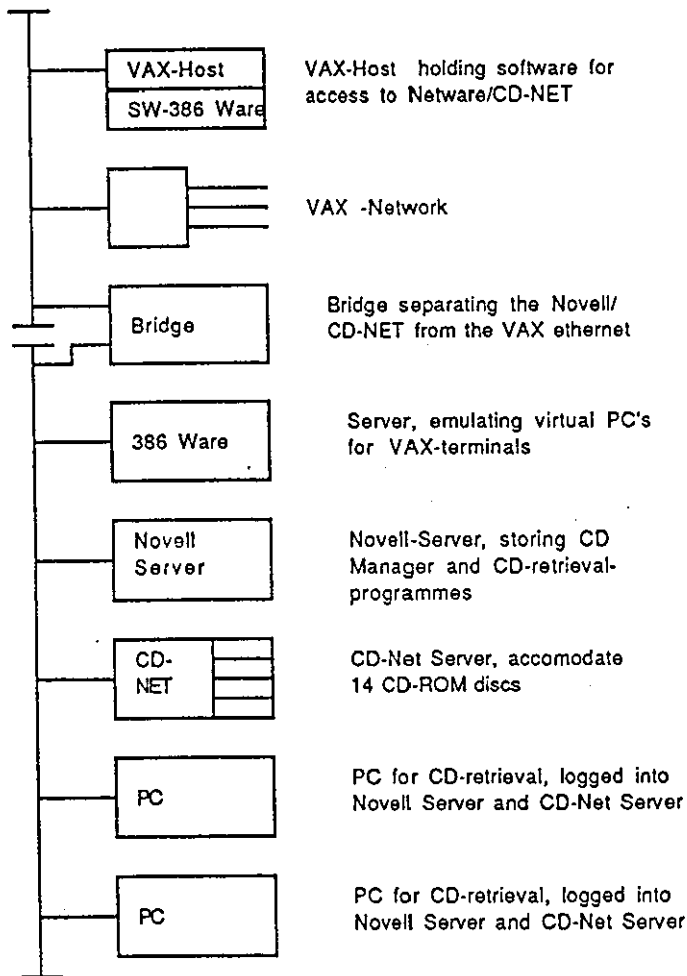 VAX-Host
SW-386 Ware
VAX-Host holding software for
access to Netware/CD-NET
VAX -Network
Bridge
Bridge separating the Novell/
CD-NET from the VAX ethernet
386 Ware
Server, emulating virtual PC's
for VAX-terminals
Novell
Server
Novell-Server, storing CD
Manager and CD-retrieval-
programmes
CD-
NET
CD-Net Server, accomodate
14 CD-ROM discs
PC
PC for CD-retrieval, logged into
Novell Server and CD-Net Server
PC
PC for CD-retrieval, logged into
Novell Server and CD-Net Server